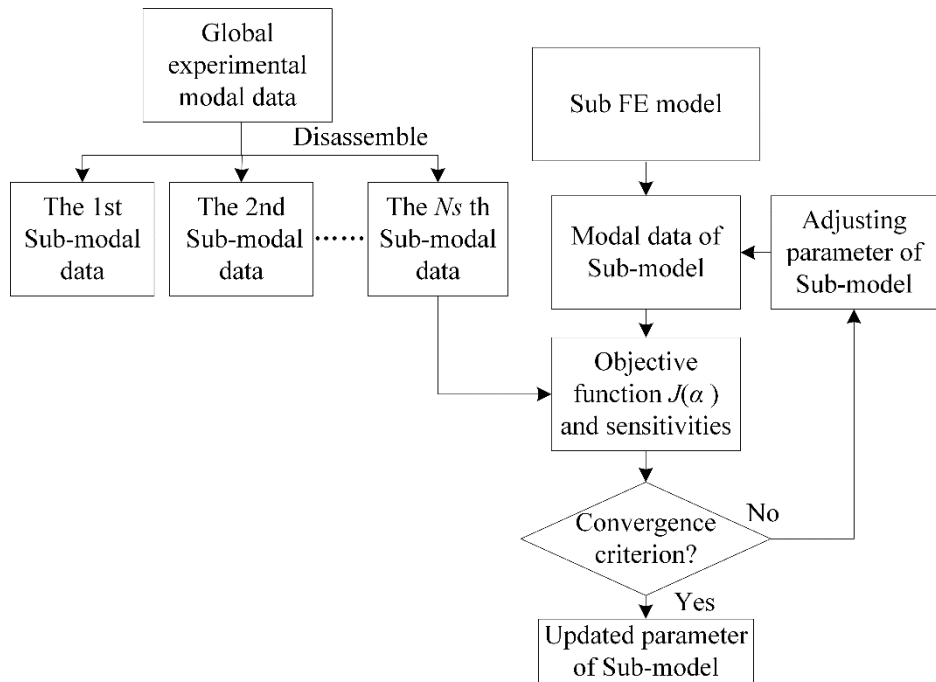 Global
experimental
modal data
Disassemble
The 1st
Sub-modal
data
The 2nd
Sub-modal
data
······
The Ns th
Sub-modal
data
Sub FE model
Modal data of
Sub-model
Adjusting
parameter of
Sub-model
Objective
function J(α )
and sensitivities
Convergence
criterion?
No
Yes
Updated parameter
of Sub-model